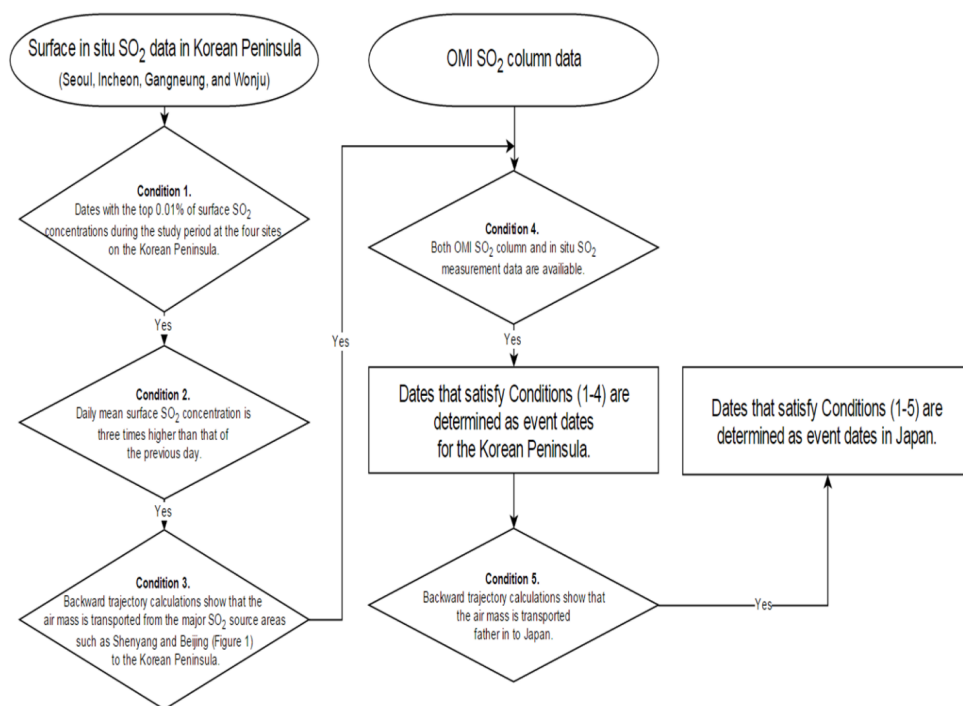 Surface in situ SO2 data in Korean Peninsula
(Seoul, Incheon, Gangneung, and Wonju)
Condition 1.
Dates with the top 0.01% of surface SO2
concentrations during the study period at the four sites
on the Korean Peninsula.
Yes
Condition 2.
Daily mean surface SO2 concentration is
three times higher than that of
the previous day.
Yes
Condition 3.
Backward trajectory calculations show that the
air mass is transported from the major SO2 source areas
such as Shenyang and Beijing (Figure 1)
to the Korean Peninsula.
Yes
OMI SO2 column data
Condition 4.
Both OMI SO2 column and in situ SO2
measurement data are availiable.
Yes
Dates that satisfy Conditions (1-4) are
determined as event dates
for the Korean Peninsula.
Condition 5.
Backward trajectory calculations show that
the air mass is transported
father in to Japan.
Yes
Dates that satisfy Conditions (1-5) are
determined as event dates in Japan.